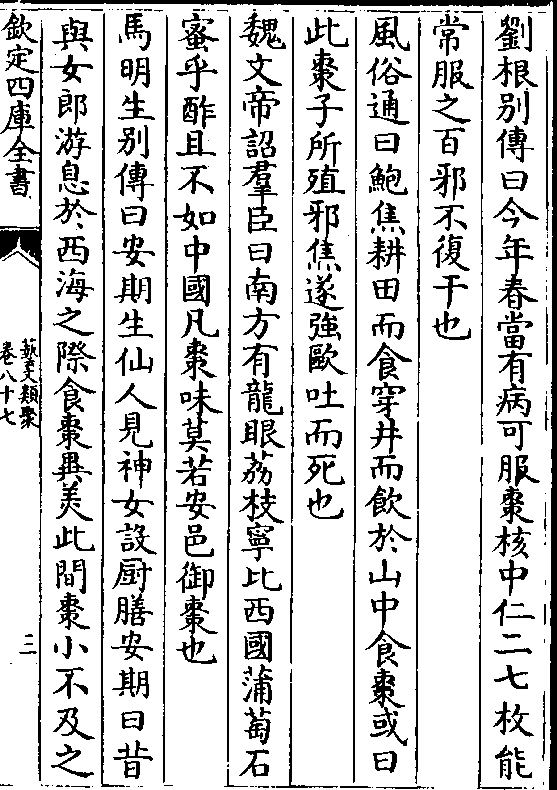 劉根别傳曰今年春當有病可服棗核中仁二七枚能
常服之百邪不復干也
風俗通曰鮑焦耕田而食穿井而飲於山中食棗或曰
此棗子所殖邪焦遂強歐吐而死也
魏文帝詔羣臣曰南方有龍眼荔枝寧比西國蒲萄石
蜜乎酢且不如中國凡棗味莫若安邑御棗也
馬明生别傳曰安期生仙人見神女設厨膳安期曰昔
與女郎游息於西海之際食棗異美此間棗小不及之
欽定四庫全書
藝文類聚
卷八十七
三